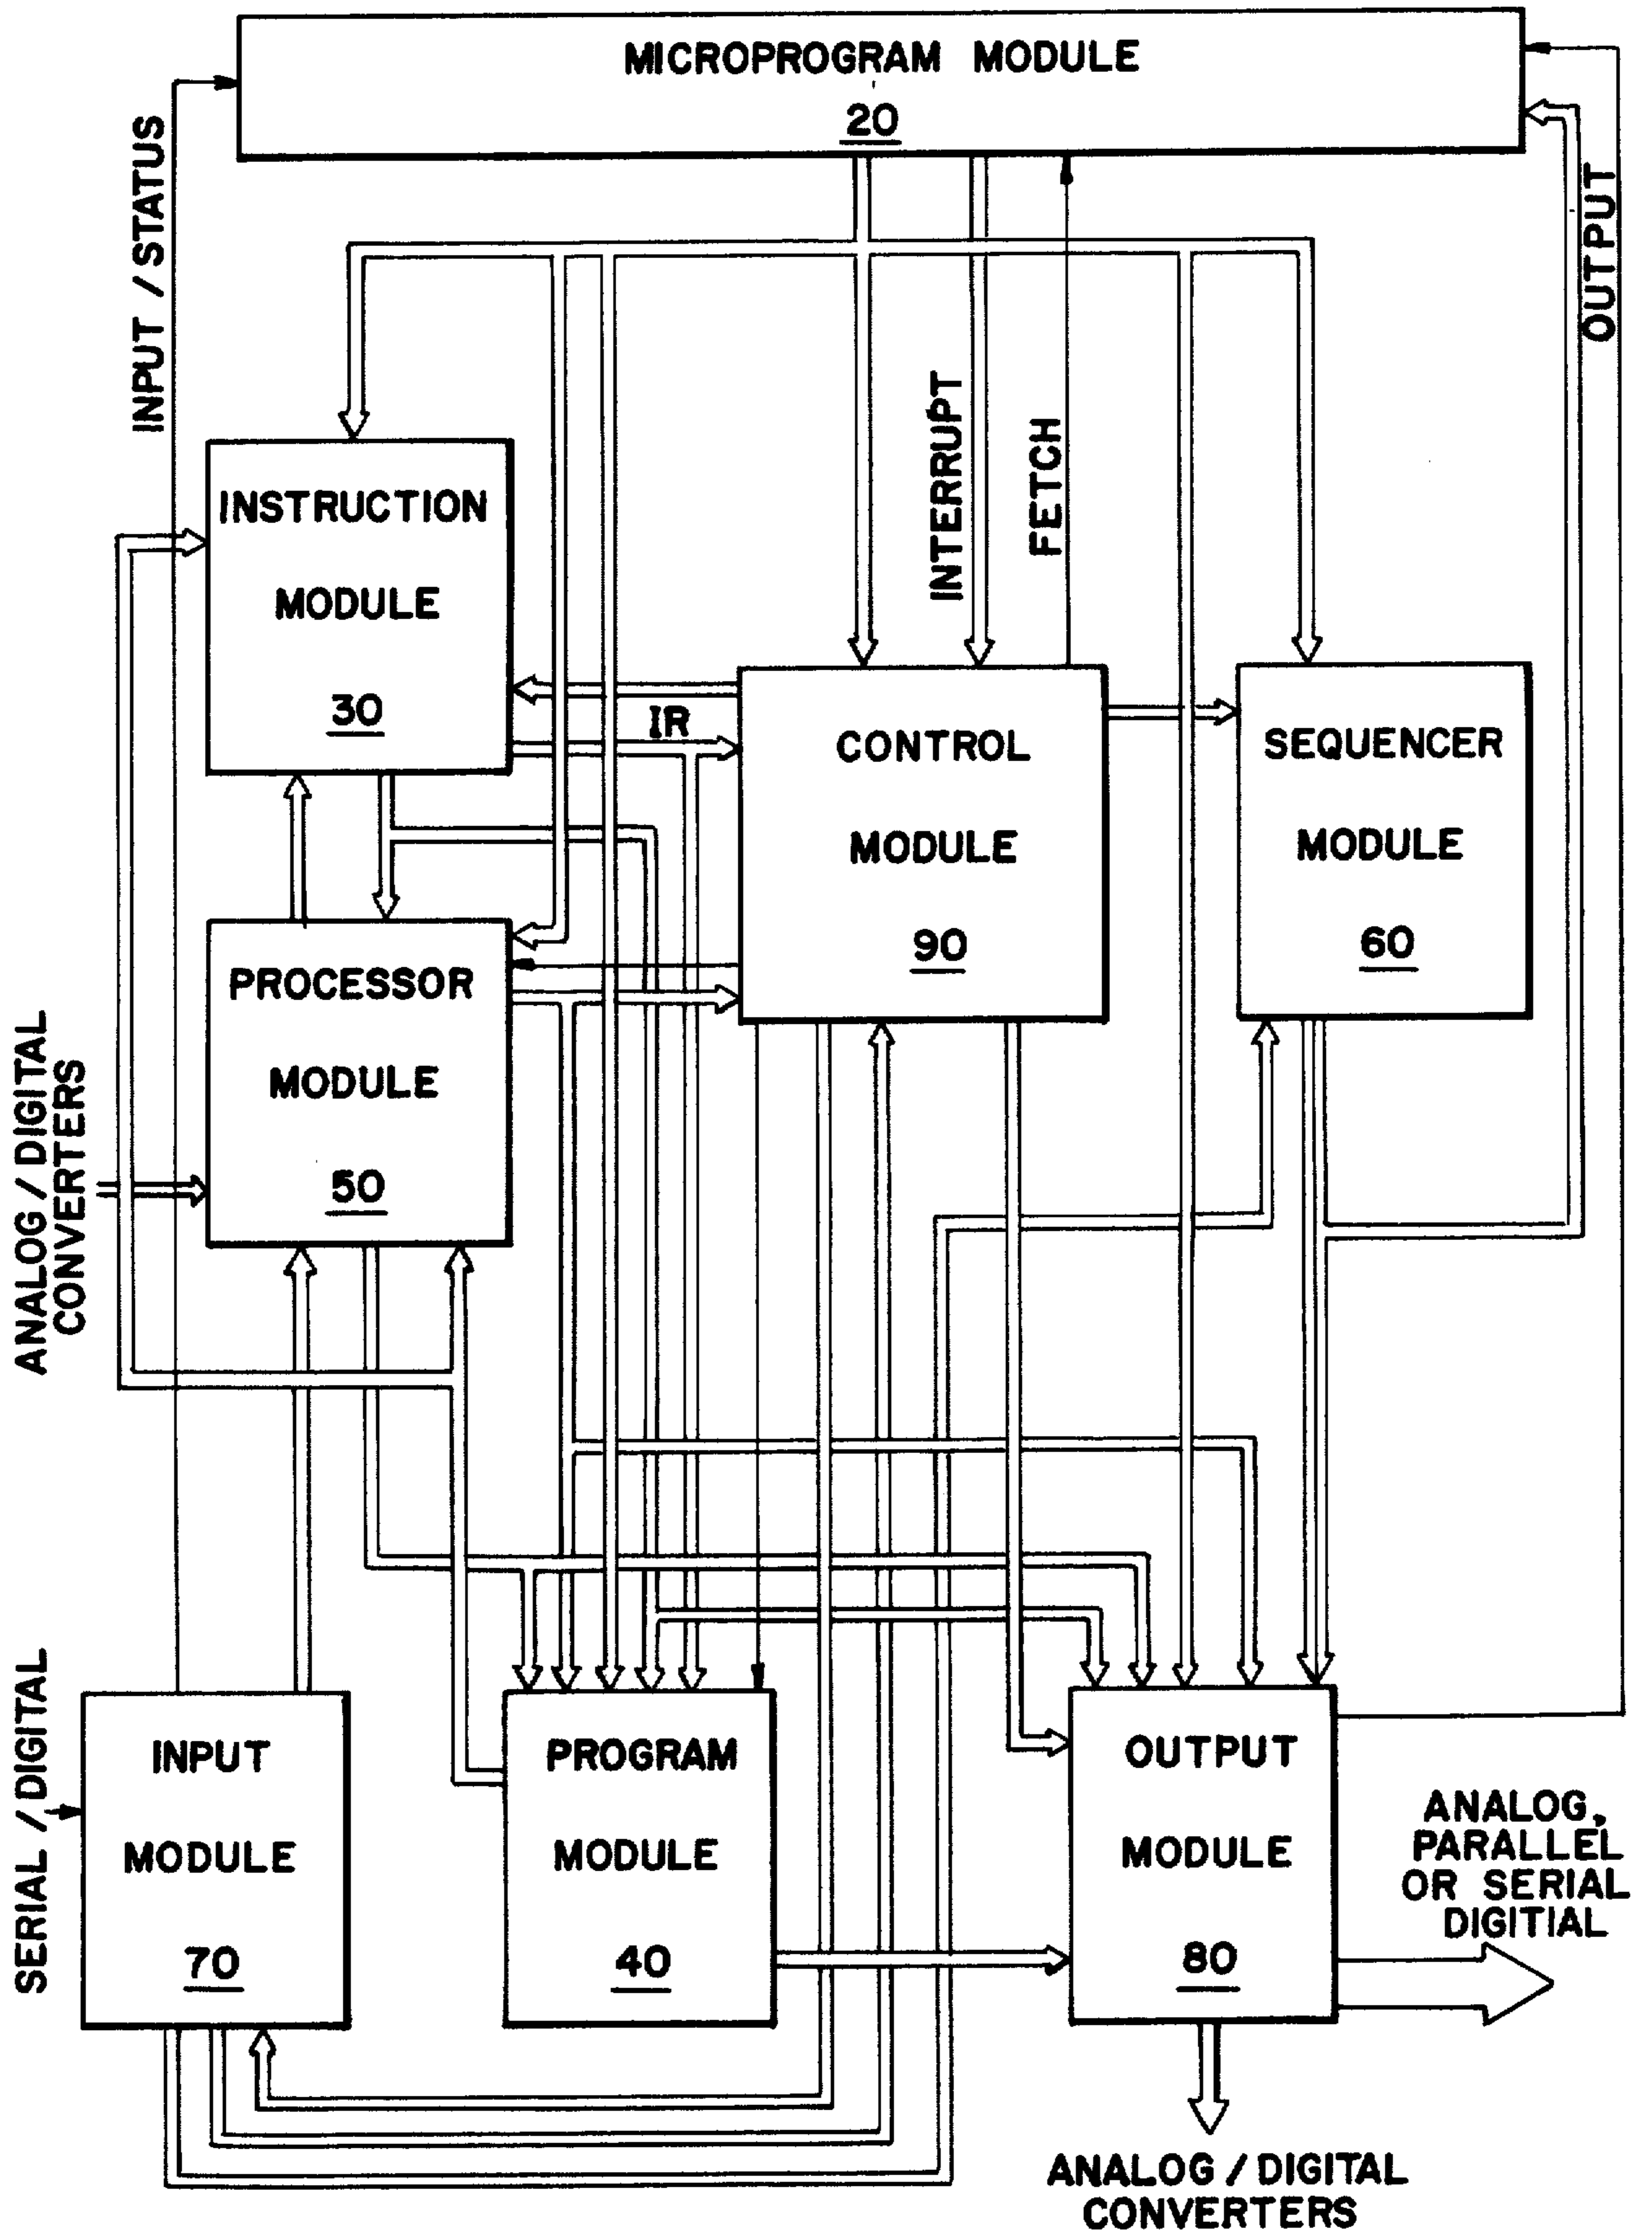 MICROPROGRAM MODULE
20
INPUT / STATUS
OUTPUT
INTERRUPT
FETCH
INSTRUCTION
MODULE
30
IR
CONTROL
MODULE
90
SEQUENCER
MODULE
60
PROCESSOR
MODULE
50
ANALOG / DIGITAL
CONVERTERS
SERIAL / DIGITAL
INPUT
MODULE
70
PROGRAM
MODULE
40
OUTPUT
MODULE
80
ANALOG,
PARALLEL
OR SERIAL
DIGITIAL
ANALOG / DIGITAL
CONVERTERS